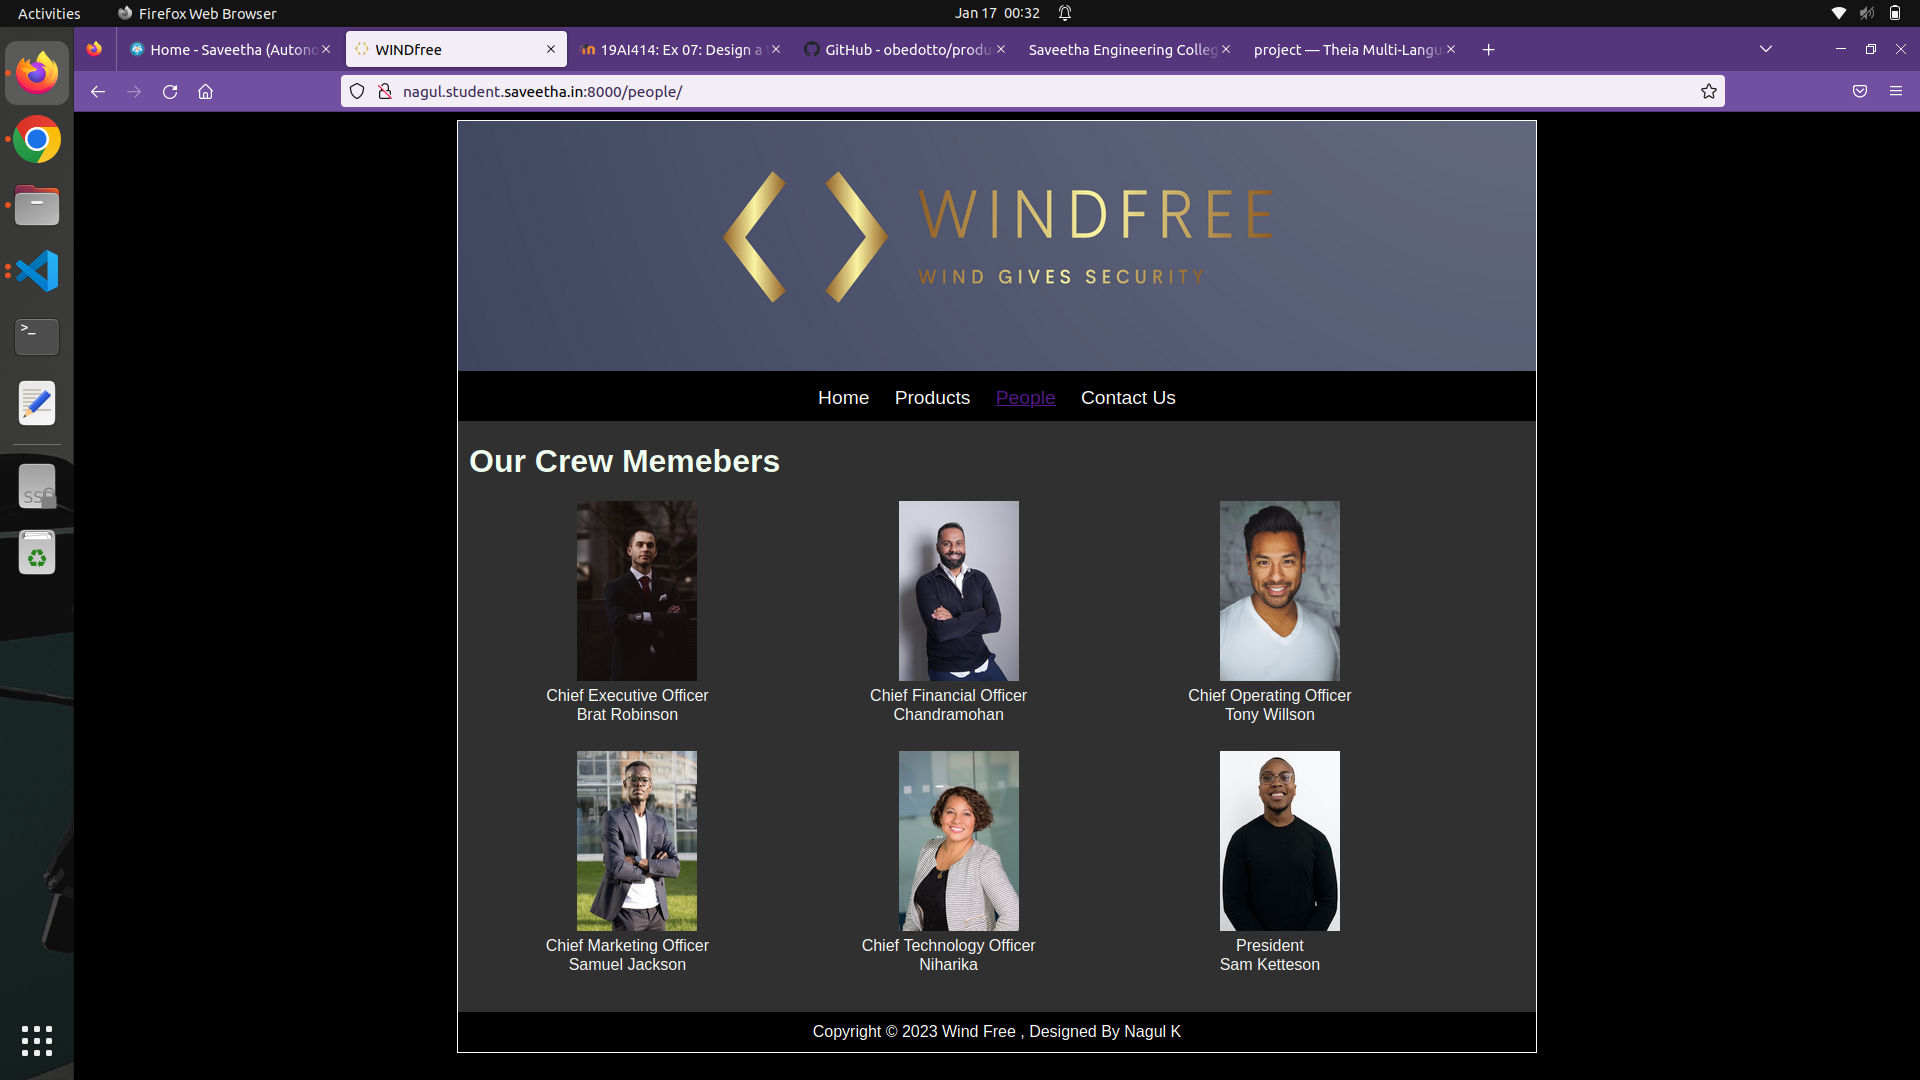 Activities
Firefox Web Browser
Jan 17 00:32
Home - Saveetha (Autono
WINDfree
19AI414: Ex 07: Design a
GitHub - obedotto/produ
Saveetha Engineering Colleg
project — Theia Multi-Langu
nagul.student.saveetha.in:8000/people/
WINDFREE
WIND GIVES SECURITY
Home Products People Contact Us
Our Crew Memebers
Chief Executive Officer
Brat Robinson
Chief Financial Officer
Chandramohan
Chief Operating Officer
Tony Willson
Chief Marketing Officer
Samuel Jackson
Chief Technology Officer
Niharika
President
Sam Ketteson
Copyright © 2023 Wind Free , Designed By Nagul K